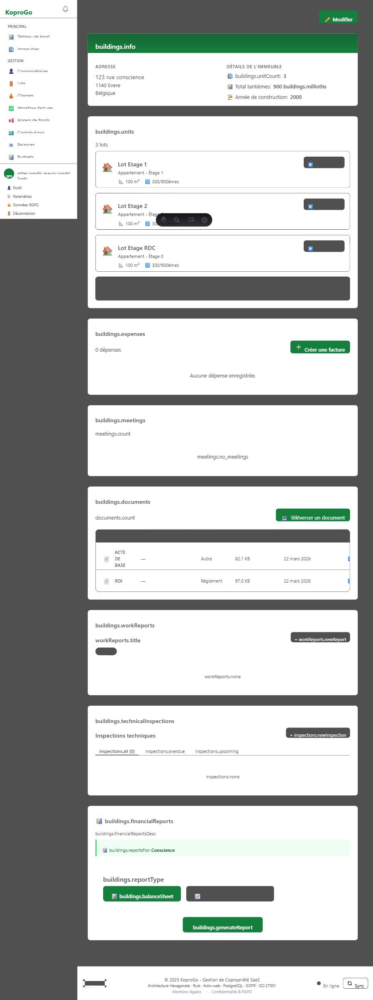 KoproGo
PRINCIPAL
Tableau de bord
Immeubles
GESTION
Copropriétaires
Lots
Charges
Workflow factures
Appels de fonds
Contributions
Relances
Budgets
gm
gilles syndic maury syndic
Syndic
Profil
Paramètres
Données RGPD
Déconnexion
Modifier
buildings.info
ADRESSE
123 rue conscience
1140 Evere
Belgique
DÉTAILS DE L'IMMEUBLE
buildings.unitCount: 3
Total tantièmes: 900 buildings.millioths
Année de construction: 2000
buildings.units
3 lots
Lot Etage 1
Appartement - Étage 1
100 m² 300/900èmes
Lot Etage 2
Appartement - Étage
100 m²
Lot Etage RDC
Appartement - Étage 0
100 m² 300/900èmes
buildings.expenses
0 dépenses
Créer une facture
Aucune dépense enregistrée.
buildings.meetings
meetings.count
meetings.no_meetings
buildings.documents
documents.count
Téléverser un document
ACTE
DE
BASE
— Autre 82.1 KB 22 mars 2026
ROI — Règlement 97.0 KB 22 mars 2026
buildings.workReports
workReports.title
+ workReports.newReport
workReports.none
buildings.technicalInspections
Inspections techniques
+ inspections.newInspection
inspections.all (0) inspections.overdue inspections.upcoming
inspections.none
buildings.financialReports
buildings.financialReportsDesc
buildings.reportsFor: Conscience
buildings.reportType
buildings.balanceSheet
buildings.generateReport
© 2025 KoproGo - Gestion de Copropriété SaaS
Architecture Hexagonale · Rust · Actix-web · PostgreSQL · GDPR · ISO 27001
Mentions légales · Confidentialité & RGPD
En ligne
Sync